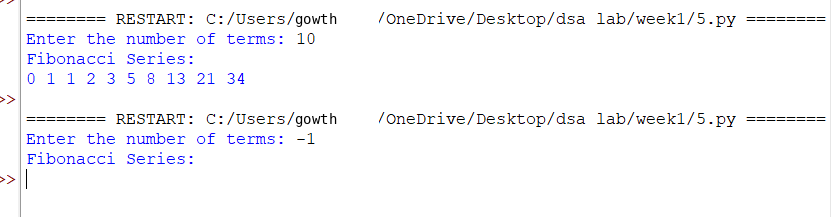 >>
======== RESTART: C:/Users/gowth /OneDrive/Desktop/dsa lab/week1/5.py ========
Enter the number of terms: 10
Fibonacci Series:
0 1 1 2 3 5 8 13 21 34
>>
======== RESTART: C:/Users/gowth /OneDrive/Desktop/dsa lab/week1/5.py ========
Enter the number of terms: -1
Fibonacci Series:
>>